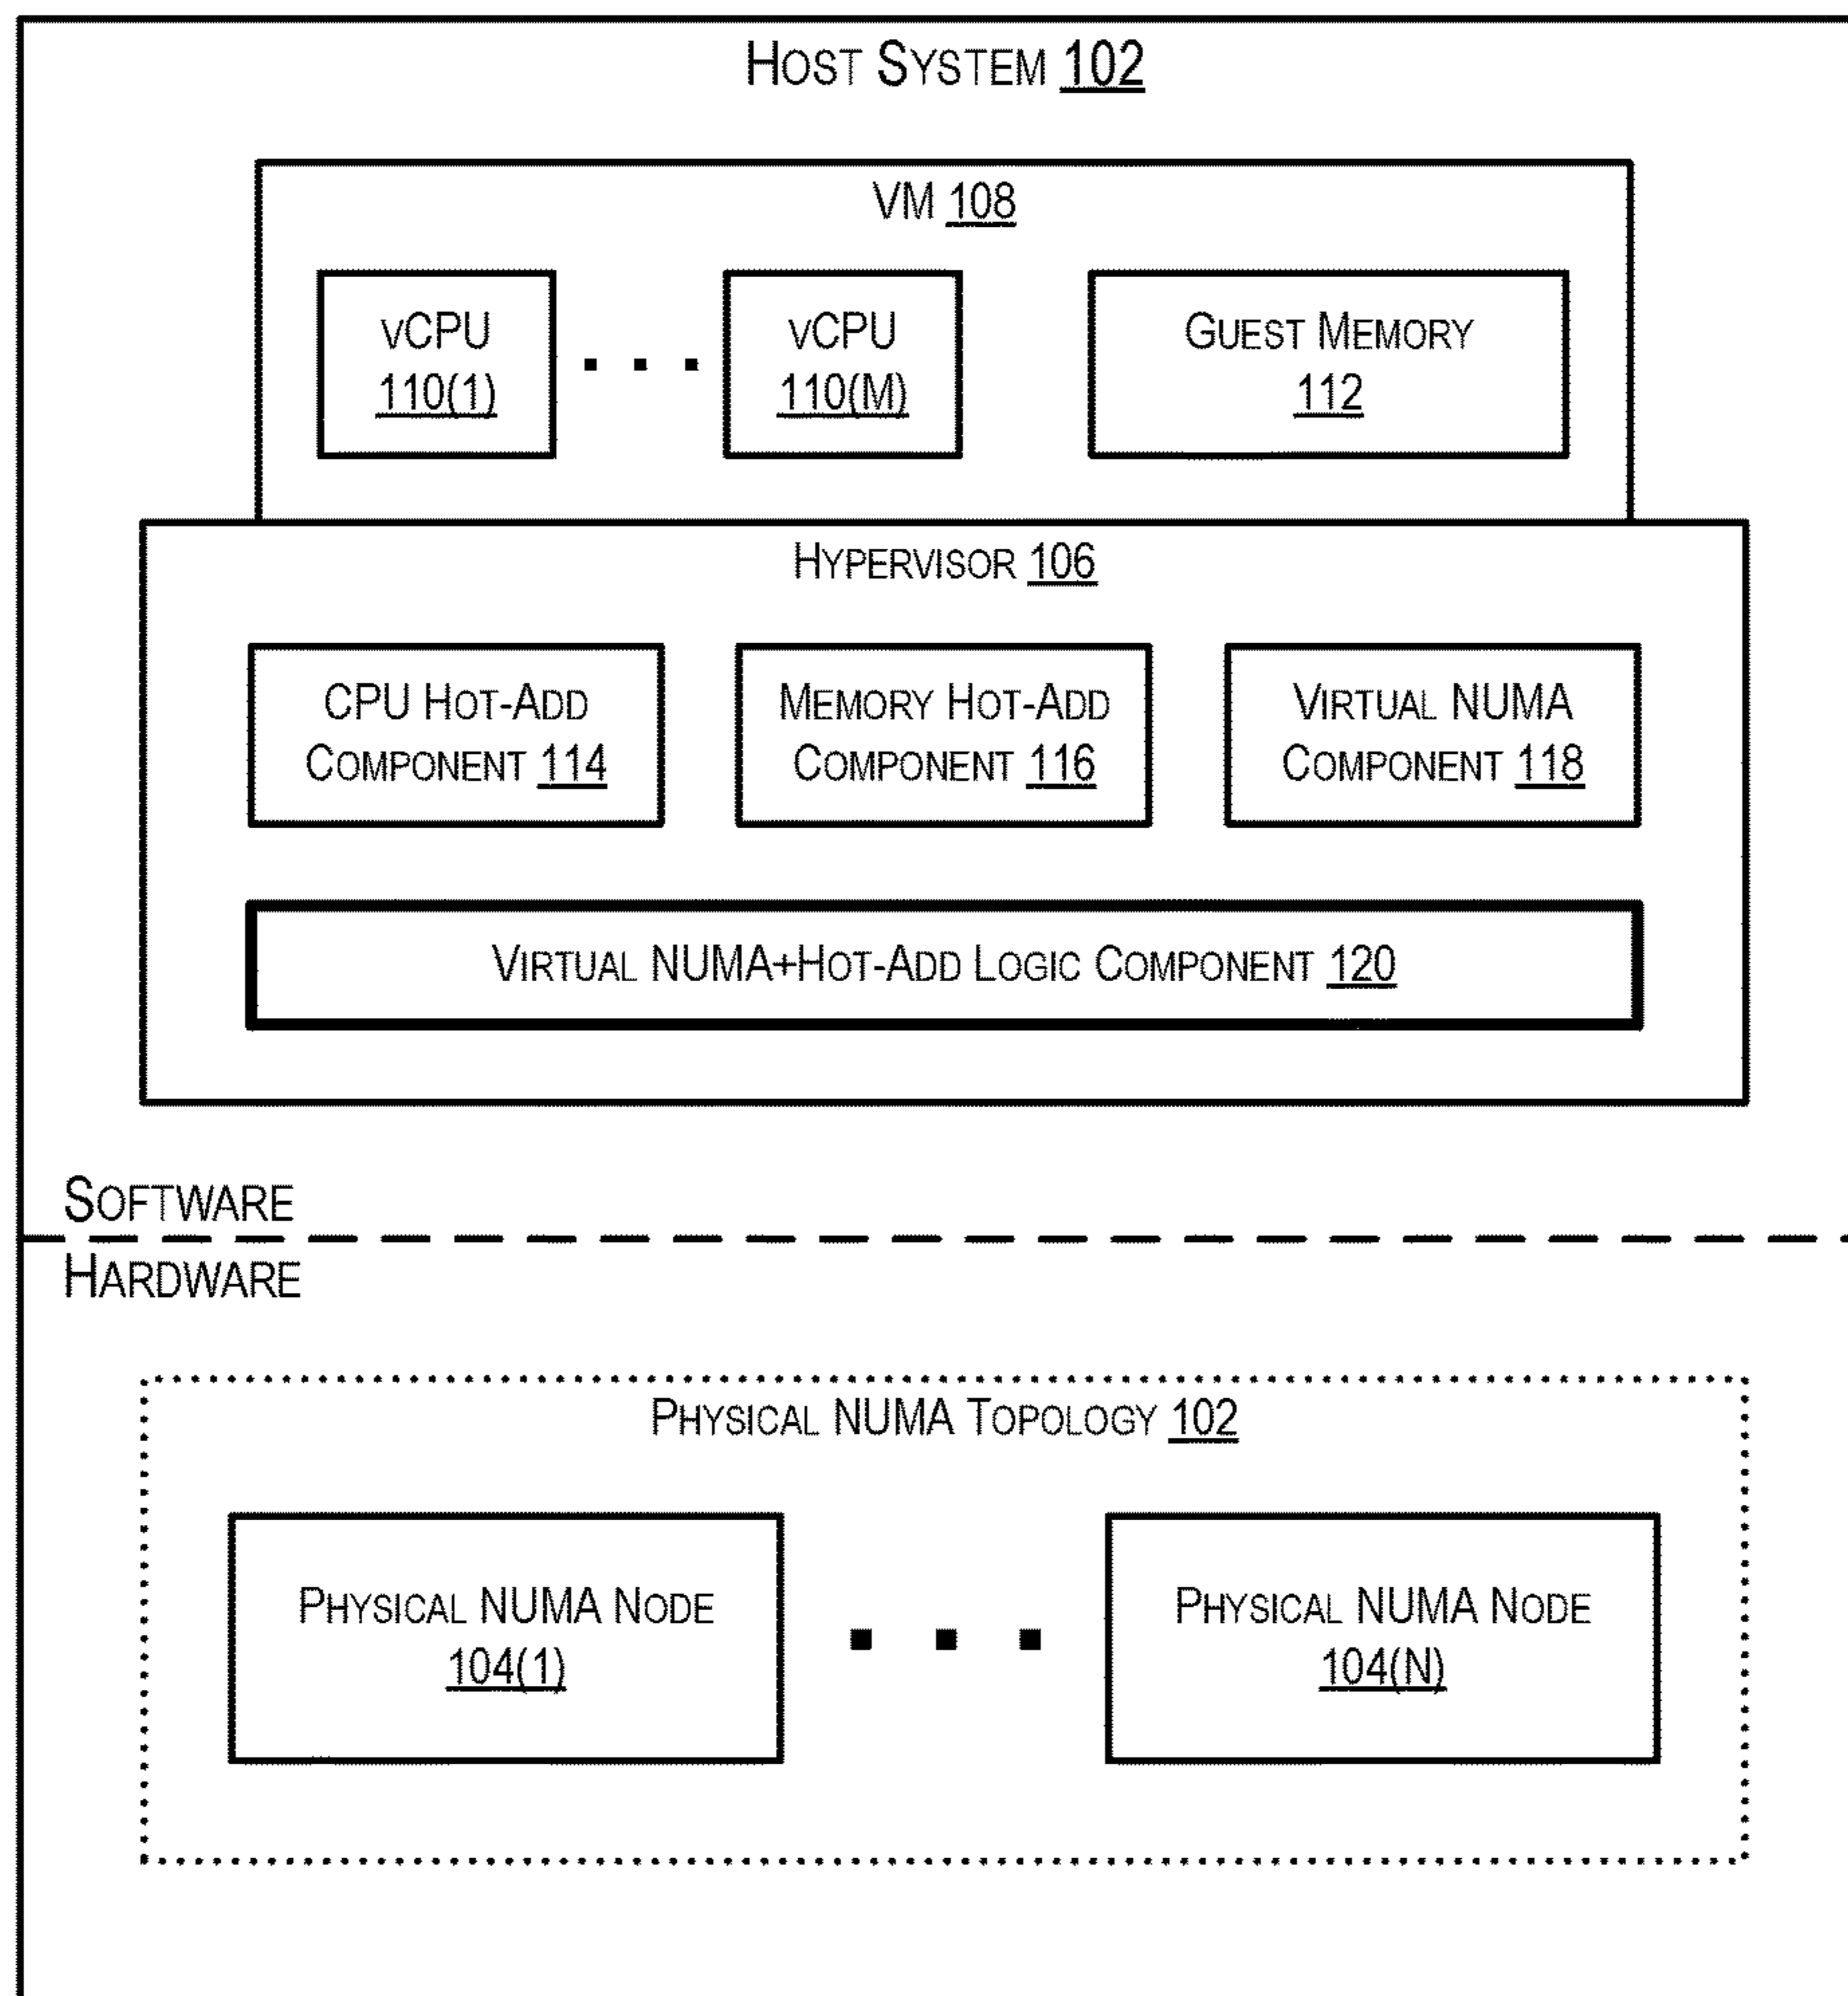 HOST SYSTEM 102
VM 108
vCPU
110(1)
vCPU
110(M)
GUEST MEMORY
112
HYPERVISOR 106
CPU HOT-ADD
COMPONENT 114
MEMORY HOT-ADD
COMPONENT 116
VIRTUAL NUMA
COMPONENT 118
VIRTUAL NUMA+HOT-ADD LOGIC COMPONENT 120
SOFTWARE
HARDWARE
PHYSICAL NUMA TOPOLOGY 102
PHYSICAL NUMA NODE
104(1)
PHYSICAL NUMA NODE
104(N)